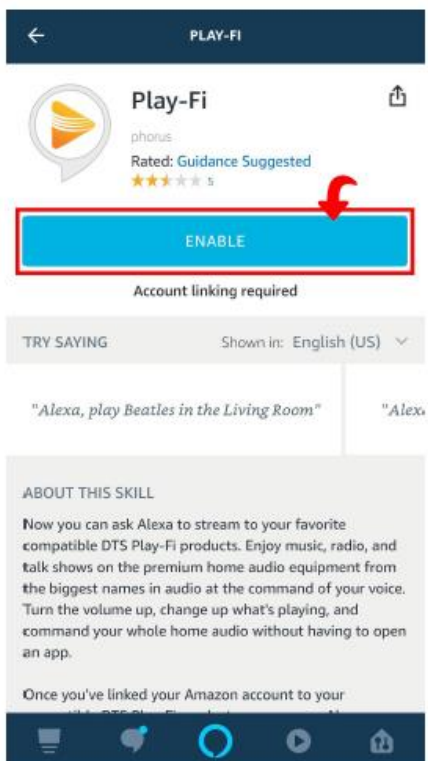 PLAY-FI
Play-Fi
phorus
Rated: Guidance Suggested
5
ENABLE
Account linking required
TRY SAYING Shown in: English (US)
"Alexa, play Beatles in the Living Room"
ABOUT THIS SKILL
Now you can ask Alexa to stream to your favorite
compatible DTS Play-Fi products. Enjoy music, radio, and
talk shows on the premium home audio equipment from
the biggest names in audio at the command of your voice.
Turn the volume up, change up what's playing, and
command your whole home audio without having to open
an app.
Once you've linked your Amazon account to your